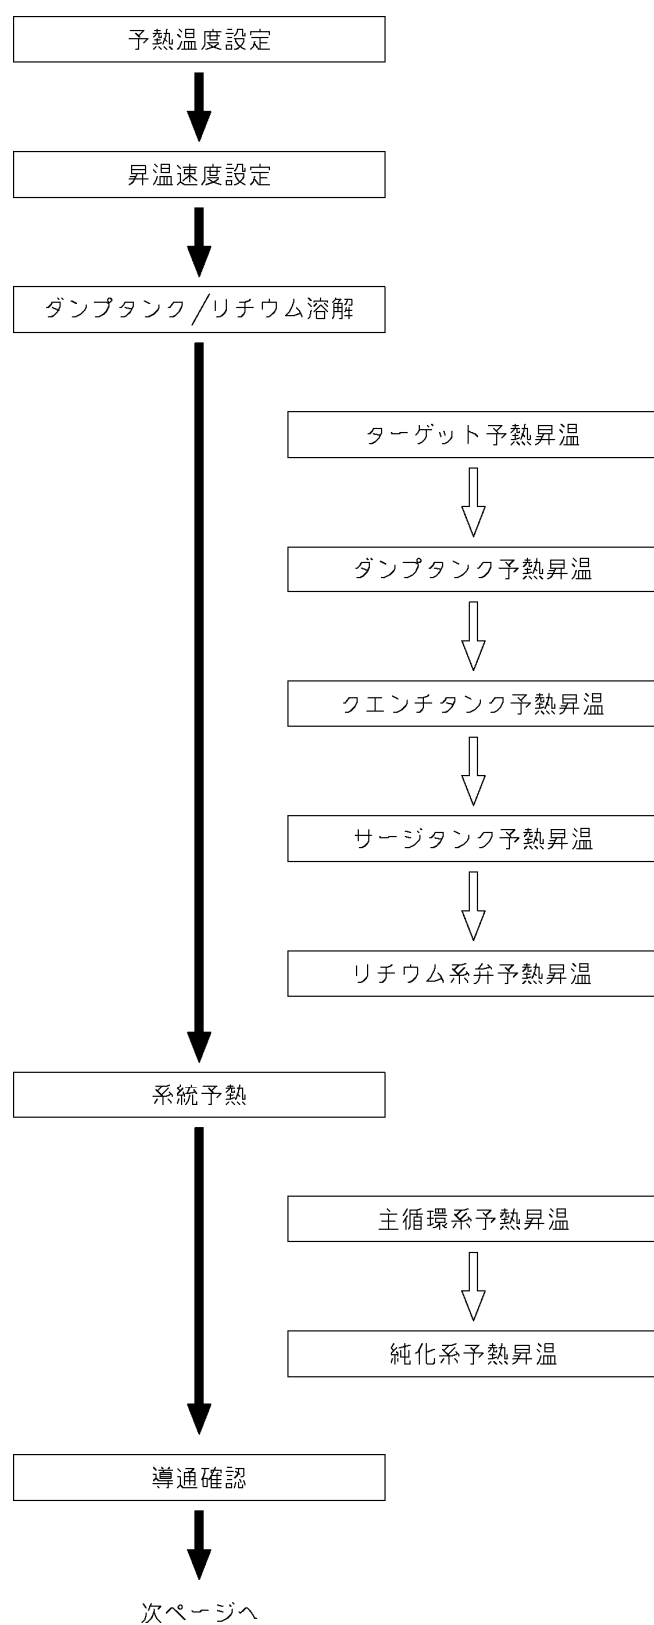 予熱温度設定
昇温速度設定
ダンプタンク/リチウム溶解
ターゲット予熱昇温
ダンプタンク予熱昇温
クエンチタンク予熱昇温
サージタンク予熱昇温
リチウム系弁予熱昇温
系統予熱
主循環系予熱昇温
純化系予熱昇温
導通確認
次ページへ